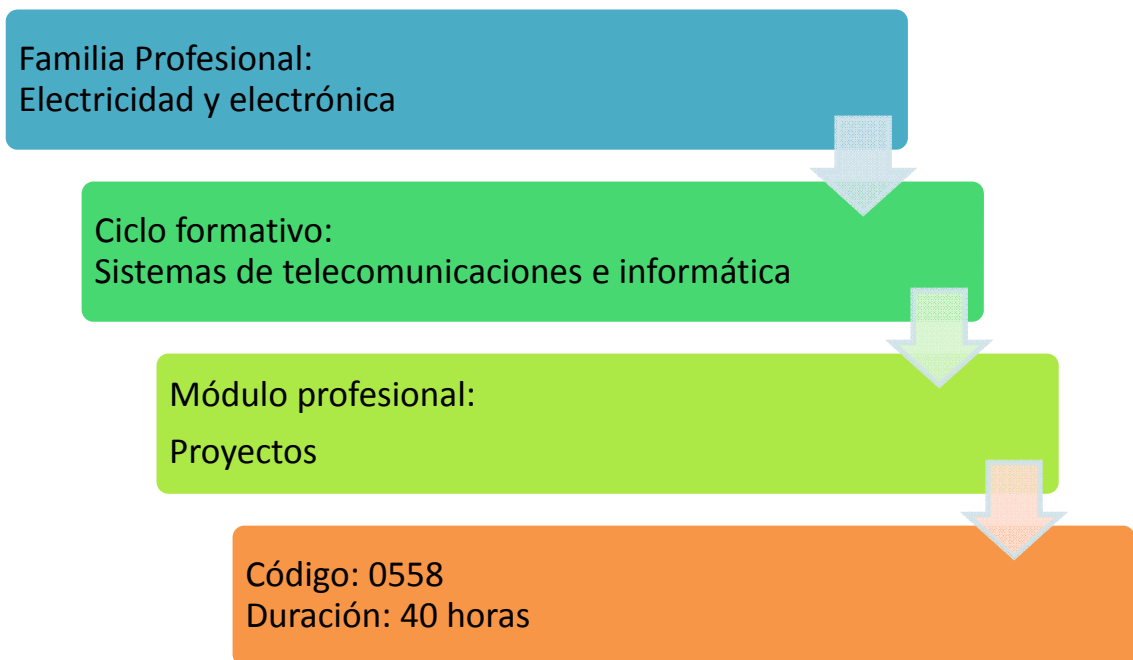 Familia Profesional:
Electricidad y electrónica
Ciclo formativo:
Sistemas de telecomunicaciones e informática
Módulo profesional:
Proyectos
Código: 0558
Duración: 40 horas